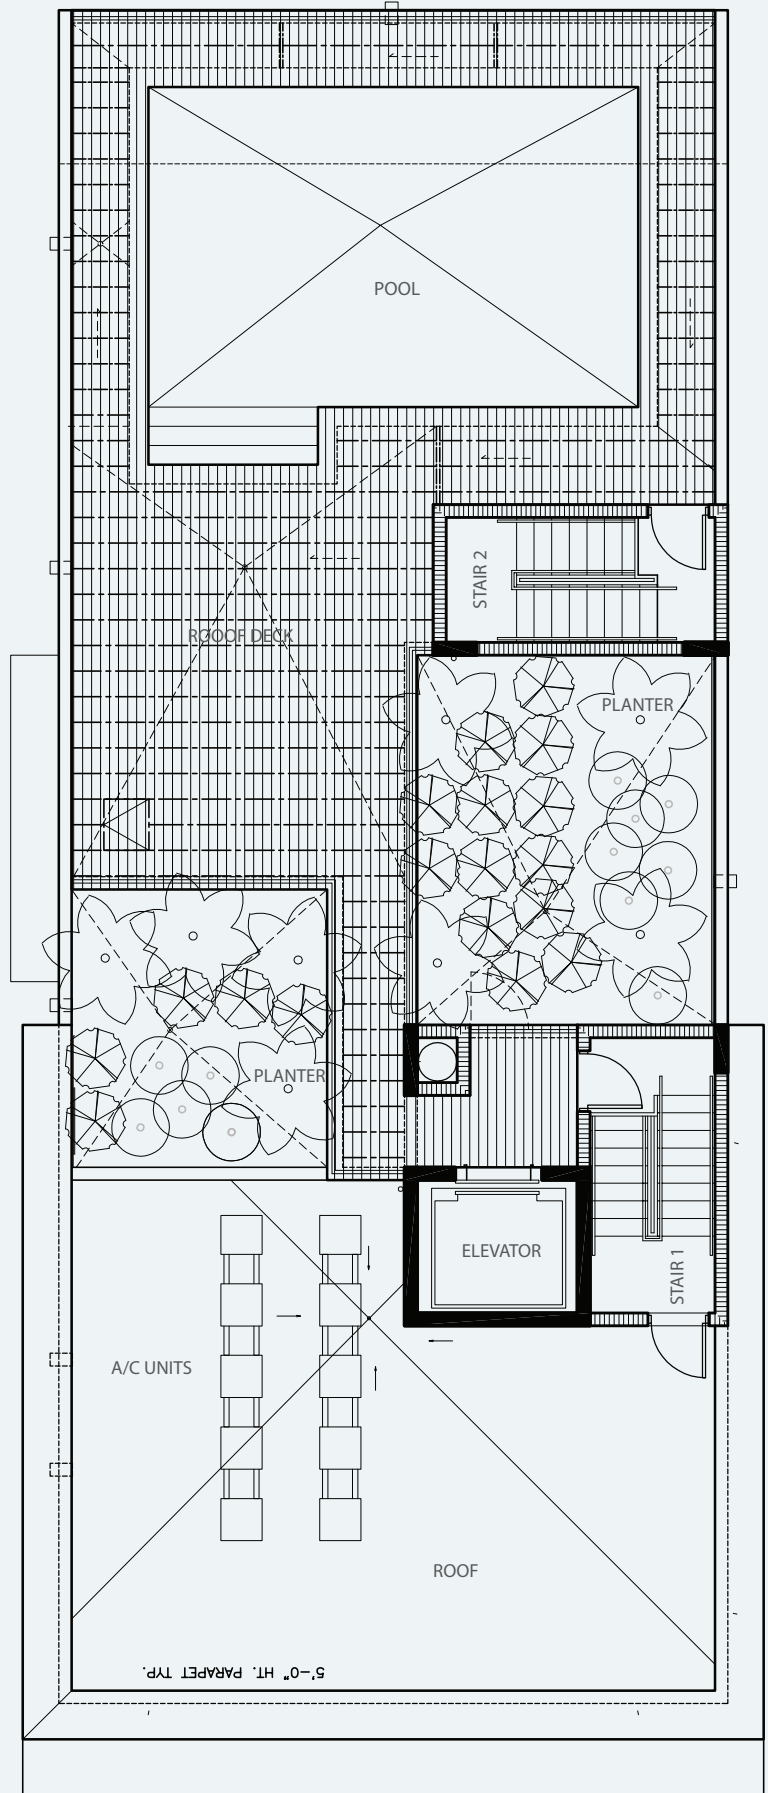 POOL
STAIR 2
ROOOF DECK
PLANTER
PLANTER
ELEVATOR
STAIR 1
A/C UNITS
ROOF
5'-0" HT. PARAPET TYP.